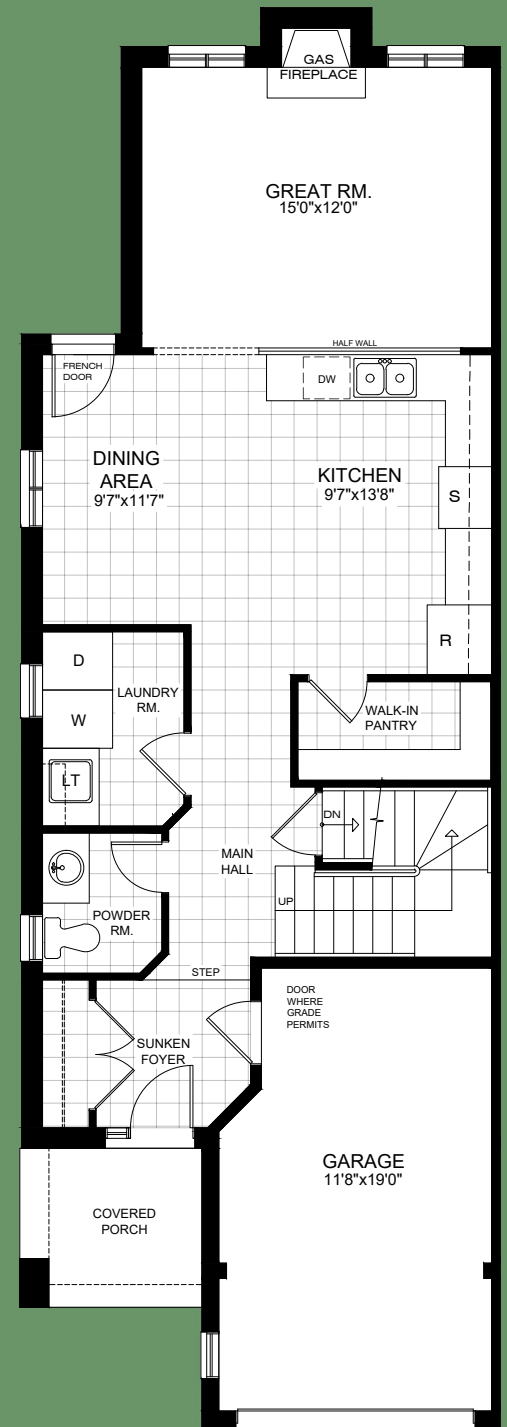 GAS
FIREPLACE
GREAT RM.
15'0"x12'0"
HALF WALL
FRENCH
DOOR
DW
DINING
AREA
9'7"x11'7"
KITCHEN
9'7"x13'8"
S
R
D
W
LT
LAUNDRY
RM.
WALK-IN
PANTRY
DN
MAIN
HALL
UP
POWDER
RM.
STEP
SUNKEN
FOYER
DOOR
WHERE
GRADE
PERMITS
GARAGE
11'8"x19'0"
COVERED
PORCH